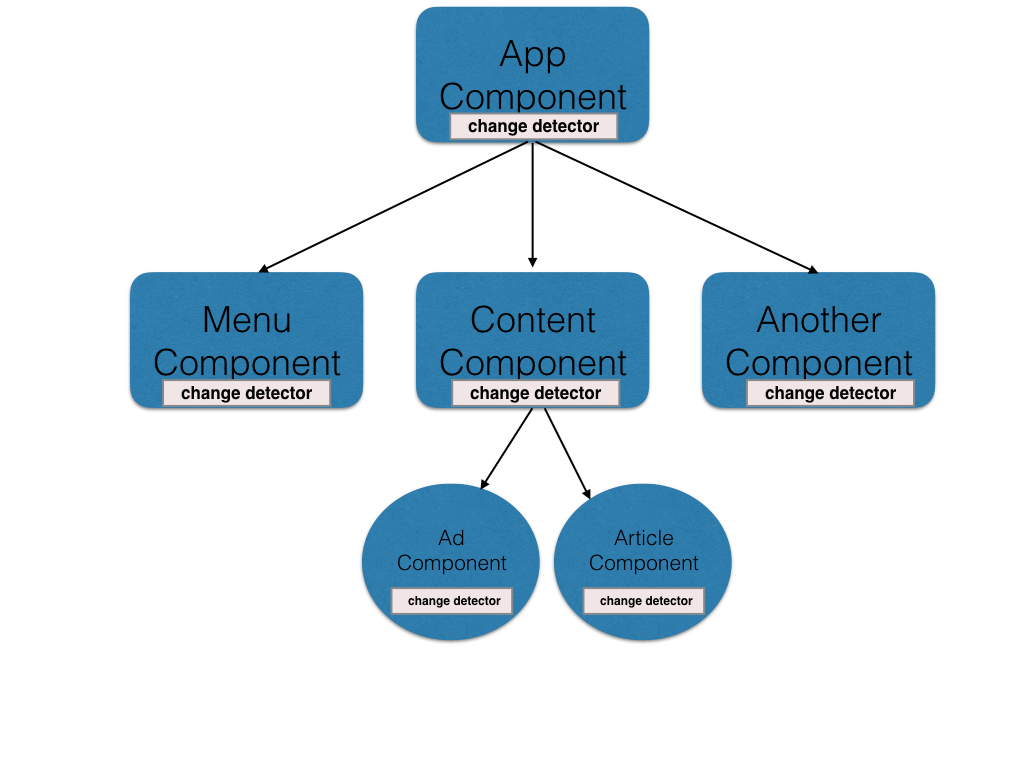 App
Component
change detector
Menu
Component
change detector
Content
Component
change detector
Another
Component
change detector
Ad
Component
change detector
Article
Component
change detector